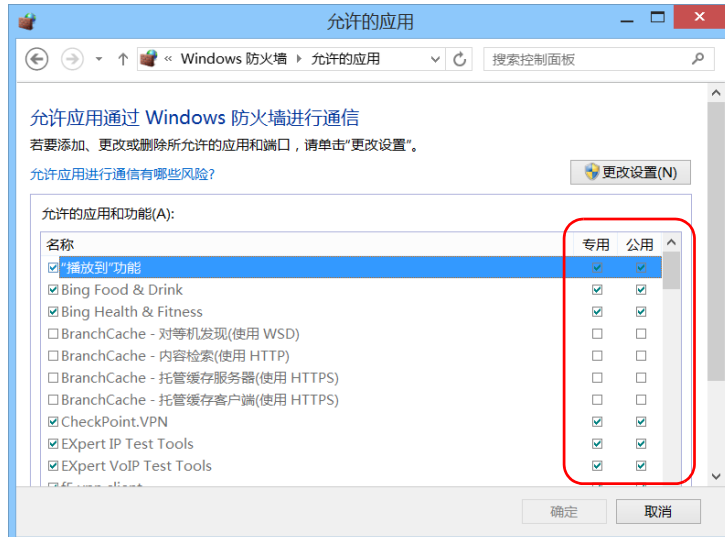 允许的应用
« Windows 防火墙 ▸ 允许的应用
搜索控制面板
允许应用通过 Windows 防火墙进行通信
若要添加、更改或删除所允许的应用和端口，请单击"更改设置"。
允许应用进行通信有哪些风险?
更改设置(N)
允许的应用和功能(A):
名称 专用 公用
"播放到"功能
Bing Food & Drink
Bing Health & Fitness
BranchCache - 对等机发现(使用 WSD)
BranchCache - 内容检索(使用 HTTP)
BranchCache - 托管缓存服务器(使用 HTTPS)
BranchCache - 托管缓存客户端(使用 HTTPS)
CheckPoint.VPN
EXpert IP Test Tools
EXpert VoIP Test Tools
f5.vpn.client
确定 取消